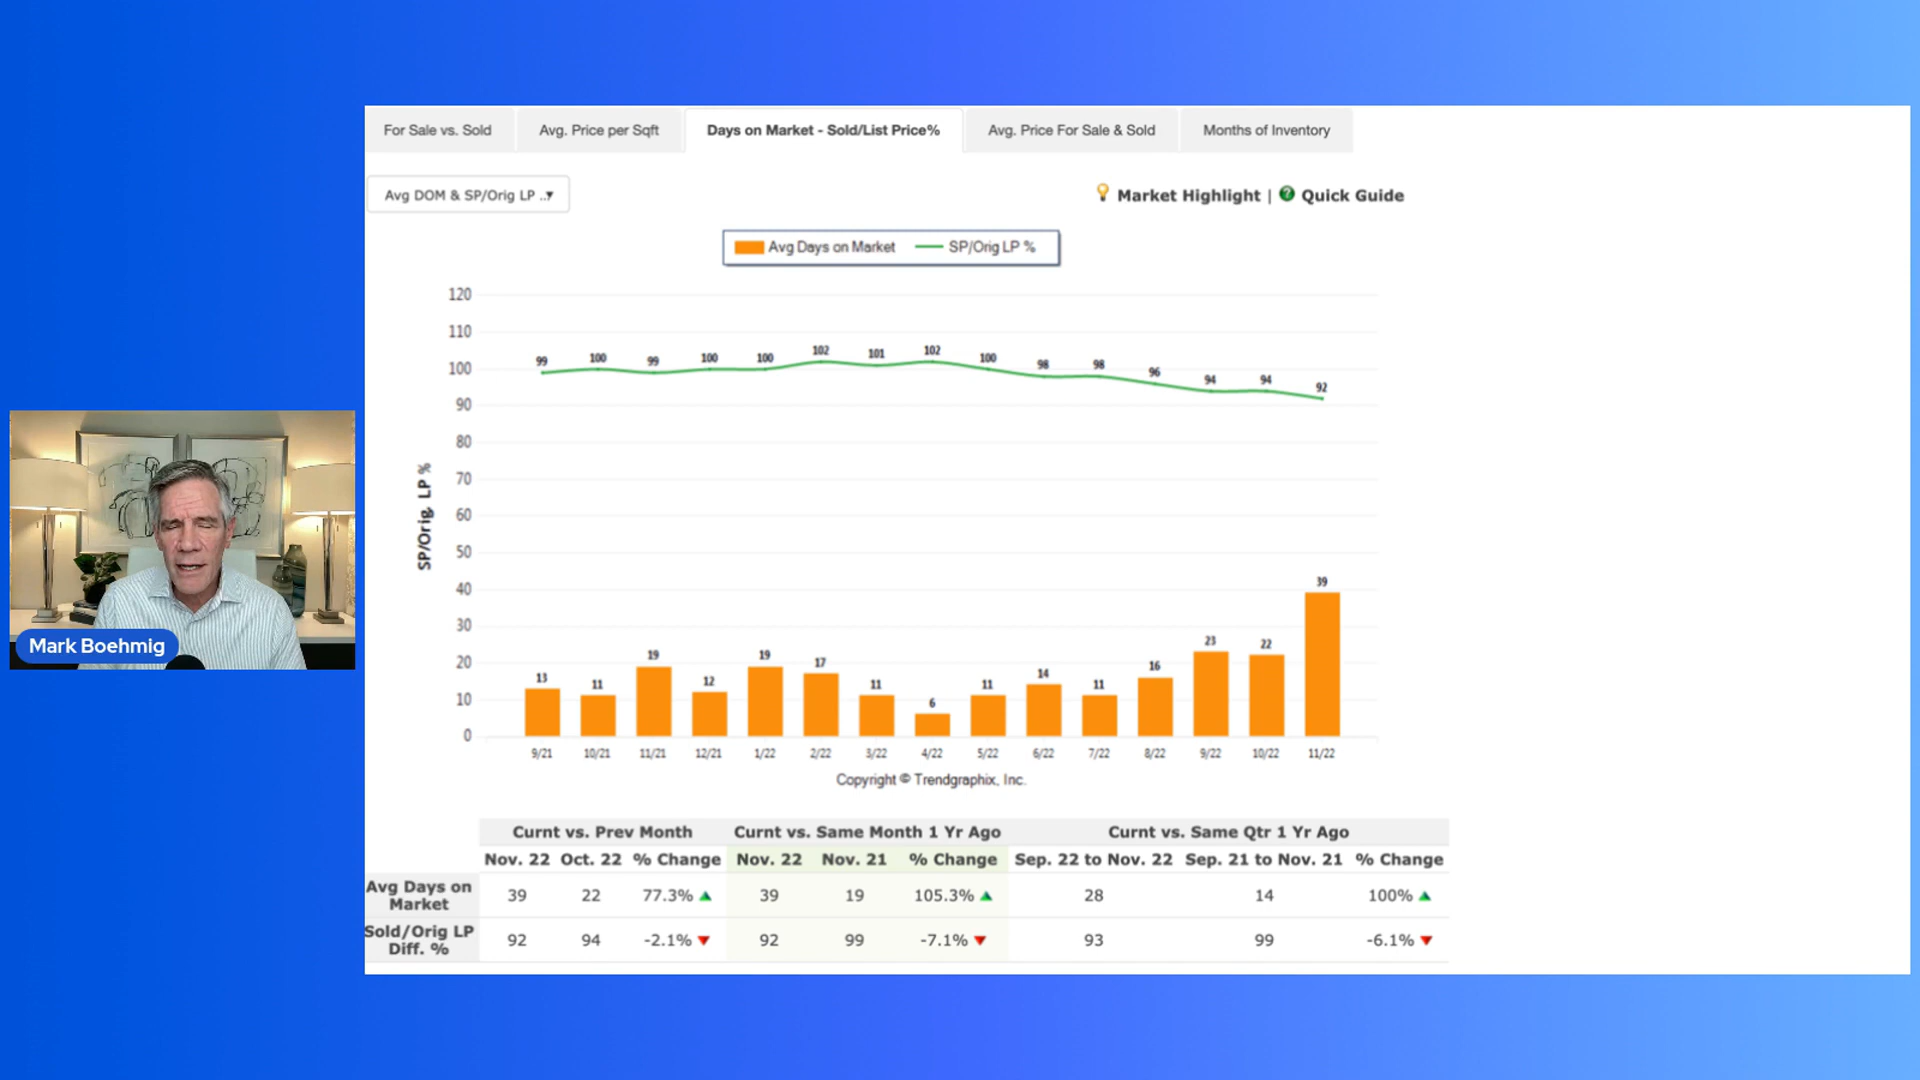 For Sale vs. Sold
Avg. Price per Sqft
Days on Market - Sold/List Price%
Avg. Price For Sale & Sold
Months of Inventory
Avg DOM & SP/Orig LP ..▾
Market Highlight | Quick Guide
Avg Days on Market
SP/Orig LP %
120
110
100
90
80
70
60
50
40
30
20
10
0
SP/Orig. LP %
99 100 99 100 100 102 101 102 100 98 98 96 94 94 92
13 11 19 12 19 17 11 6 11 14 11 16 23 22 39
9/21 10/21 11/21 12/21 1/22 2/22 3/22 4/22 5/22 6/22 7/22 8/22 9/22 10/22 11/22
Copyright © Trendgraphix, Inc.
Mark Boehmig
Curnt vs. Prev Month Curnt vs. Same Month 1 Yr Ago Curnt vs. Same Qtr 1 Yr Ago
Nov. 22 Oct. 22 % Change Nov. 22 Nov. 21 % Change Sep. 22 to Nov. 22 Sep. 21 to Nov. 21 % Change
Avg Days on
Market
39 22 77.3% 39 19 105.3% 28 14 100%
Sold/Orig LP
Diff. %
92 94 -2.1% 92 99 -7.1% 93 99 -6.1%